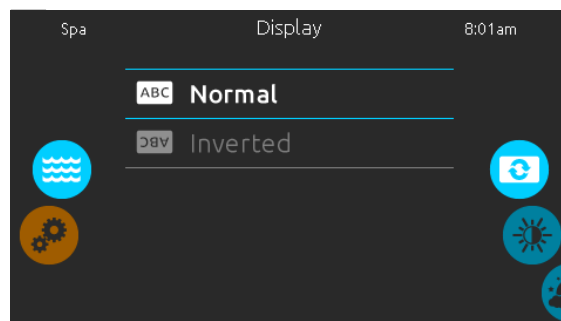 Spa
Display
8:01am
ABC Normal
ABC Inverted